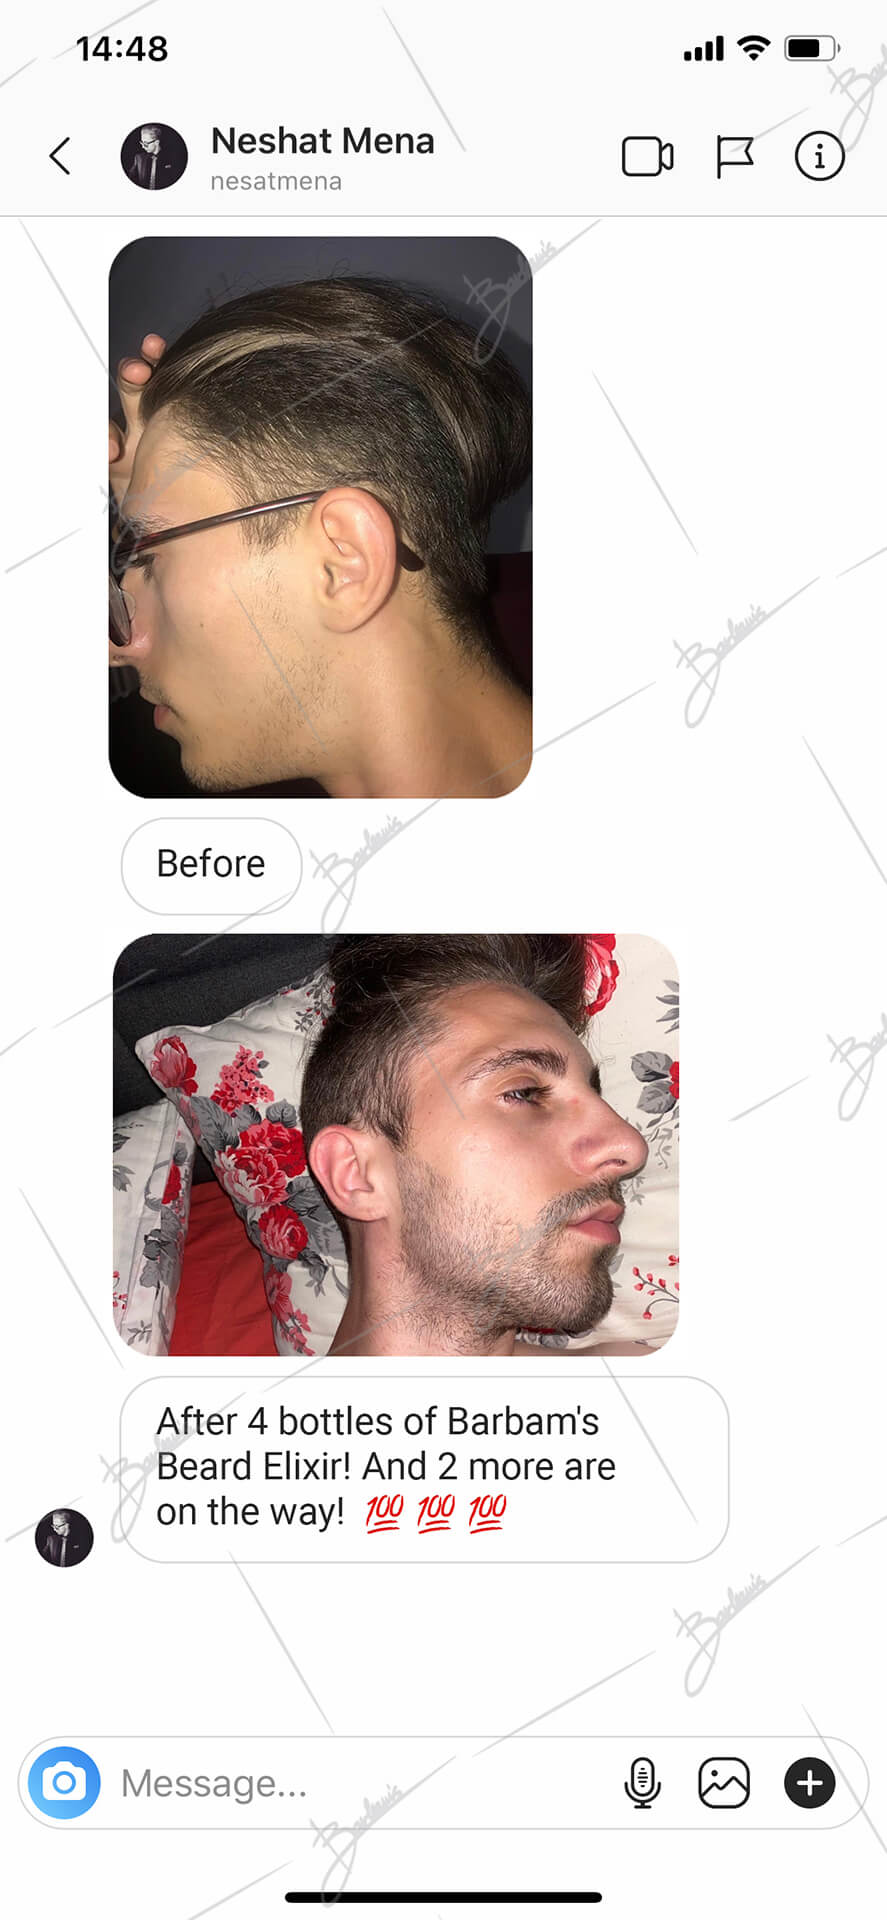 14:48
Neshat Mena
nesatmena
Before
After 4 bottles of Barbam's
Beard Elixir! And 2 more are
on the way! 💯 💯 💯
Message...